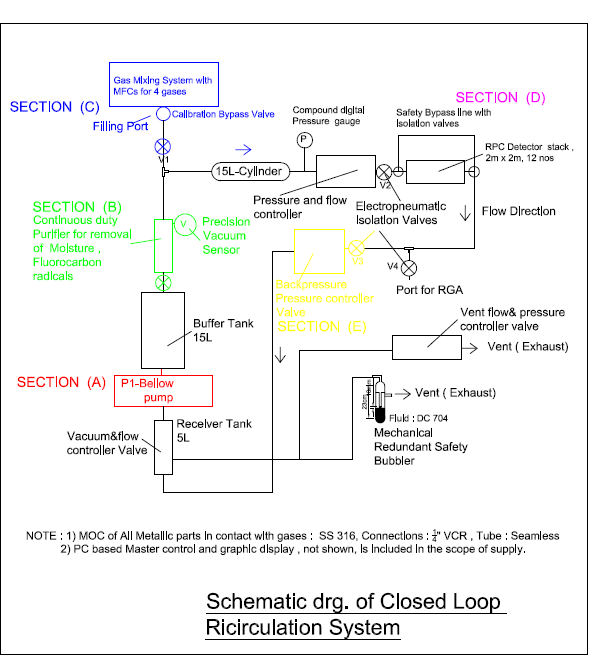 Gas Mixing System with
MFCs for 4 gases
SECTION (C)
Calibration Bypass Valve
Filling Port
V1
Compound digital
Pressure gauge
P
15L-Cylinder
Pressure and flow
controller
SECTION (D)
Safety Bypass line with
isolation valves
RPC Detector stack ,
2m x 2m, 12 nos
V2
Electropneumatic
Isolation Valves
Flow Direction
SECTION (B)
Continuous duty
Purifier for removal
of Moisture ,
Fluorocarbon
radicals
V
Precision
Vacuum
Sensor
V3
V4
Port for RGA
Backpressure
Pressure controller
Valve
SECTION (E)
Buffer Tank
15L
Vent flow& pressure
controller valve
Vent ( Exhaust)
SECTION (A)
P1-Bellow
pump
Vent ( Exhaust)
Fluid : DC 704
Mechanical
Redundant Safety
Bubbler
Receiver Tank
5L
Vacuum&flow
controller Valve
NOTE : 1) MOC of All Metallic parts in contact with gases : SS 316, Connections : ¼" VCR , Tube : Seamless
2) PC based Master control and graphic display , not shown, is included in the scope of supply.
Schematic drg. of Closed Loop
Ricirculation System